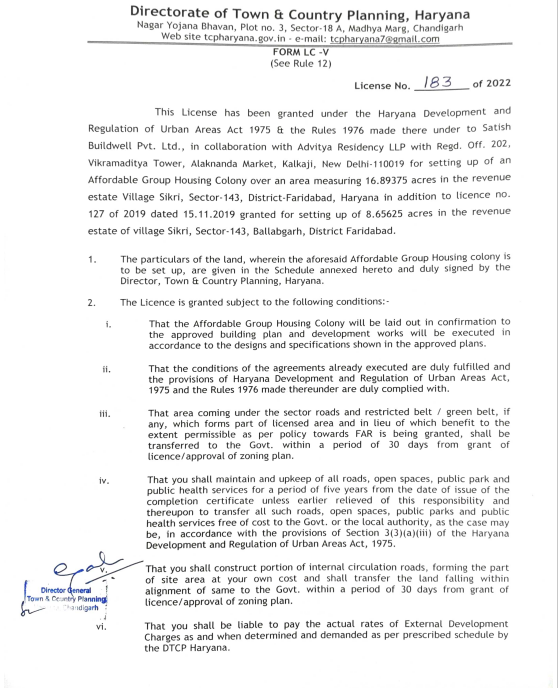 Directorate of Town & Country Planning, Haryana
Nagar Yojana Bhavan, Plot no. 3, Sector-18 A, Madhya Marg, Chandigarh
Web site tcpharyana.gov.in - e-mail: tcpharyana7@gmail.com
FORM LC -V
(See Rule 12)
License No. 183 of 2022
This License has been granted under the Haryana Development and
Regulation of Urban Areas Act 1975 & the Rules 1976 made there under to Satish
Buildwell Pvt. Ltd., in collaboration with Advitya Residency LLP with Regd. Off. 202,
Vikramaditya Tower, Alaknanda Market, Kalkaji, New Delhi-110019 for setting up of an
Affordable Group Housing Colony over an area measuring 16.89375 acres in the revenue
estate Village Sikri, Sector-143, District-Faridabad, Haryana in addition to licence no.
127 of 2019 dated 15.11.2019 granted for setting up of 8.65625 acres in the revenue
estate of village Sikri, Sector-143, Ballabgarh, District Faridabad.
1. The particulars of the land, wherein the aforesaid Affordable Group Housing colony is
to be set up, are given in the Schedule annexed hereto and duly signed by the
Director, Town & Country Planning, Haryana.
2. The Licence is granted subject to the following conditions:-
i. That the Affordable Group Housing Colony will be laid out in confirmation to
the approved building plan and development works will be executed in
accordance to the designs and specifications shown in the approved plans.
ii. That the conditions of the agreements already executed are duly fulfilled and
the provisions of Haryana Development and Regulation of Urban Areas Act,
1975 and the Rules 1976 made thereunder are duly complied with.
iii. That area coming under the sector roads and restricted belt / green belt, if
any, which forms part of licensed area and in lieu of which benefit to the
extent permissible as per policy towards FAR is being granted, shall be
transferred to the Govt. within a period of 30 days from grant of
licence/approval of zoning plan.
iv. That you shall maintain and upkeep of all roads, open spaces, public park and
public health services for a period of five years from the date of issue of the
completion certificate unless earlier relieved of this responsibility and
thereupon to transfer all such roads, open spaces, public parks and public
health services free of cost to the Govt. or the local authority, as the case may
be, in accordance with the provisions of Section 3(3)(a)(iii) of the Haryana
Development and Regulation of Urban Areas Act, 1975.
v. That you shall construct portion of internal circulation roads, forming the part
of site area at your own cost and shall transfer the land falling within
alignment of same to the Govt. within a period of 30 days from grant of
licence/approval of zoning plan.
Director General
Town & Country Planning
Chandigarh
vi. That you shall be liable to pay the actual rates of External Development
Charges as and when determined and demanded as per prescribed schedule by
the DTCP Haryana.